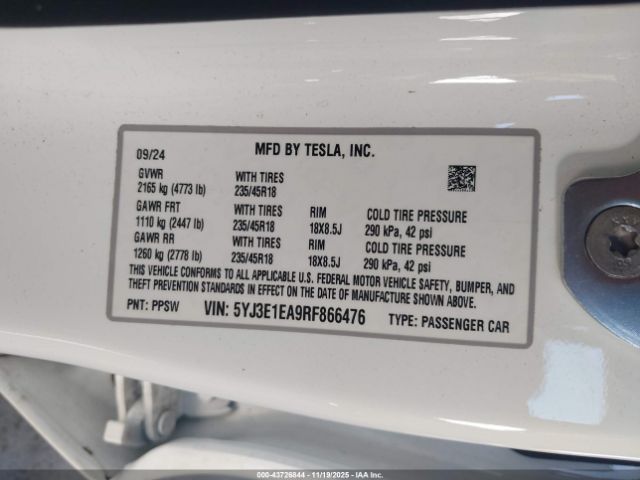 09/24 MFD BY TESLA, INC.
GVWR WITH TIRES
2165 kg (4773 lb) 235/45R18
GAWR FRT WITH TIRES RIM COLD TIRE PRESSURE
1110 kg (2447 lb) 235/45R18 18X8.5J 290 kPa, 42 psi
GAWR RR WITH TIRES RIM COLD TIRE PRESSURE
1260 kg (2778 lb) 235/45R18 18X8.5J 290 kPa, 42 psi
THIS VEHICLE CONFORMS TO ALL APPLICABLE U.S. FEDERAL MOTOR VEHICLE SAFETY, BUMPER, AND
THEFT PREVENTION STANDARDS IN EFFECT ON THE DATE OF MANUFACTURE SHOWN ABOVE.
PNT: PPSW VIN: 5YJ3E1EA9RF866476 TYPE: PASSENGER CAR
000-43726844 - 11/19/2025 - IAA Inc.